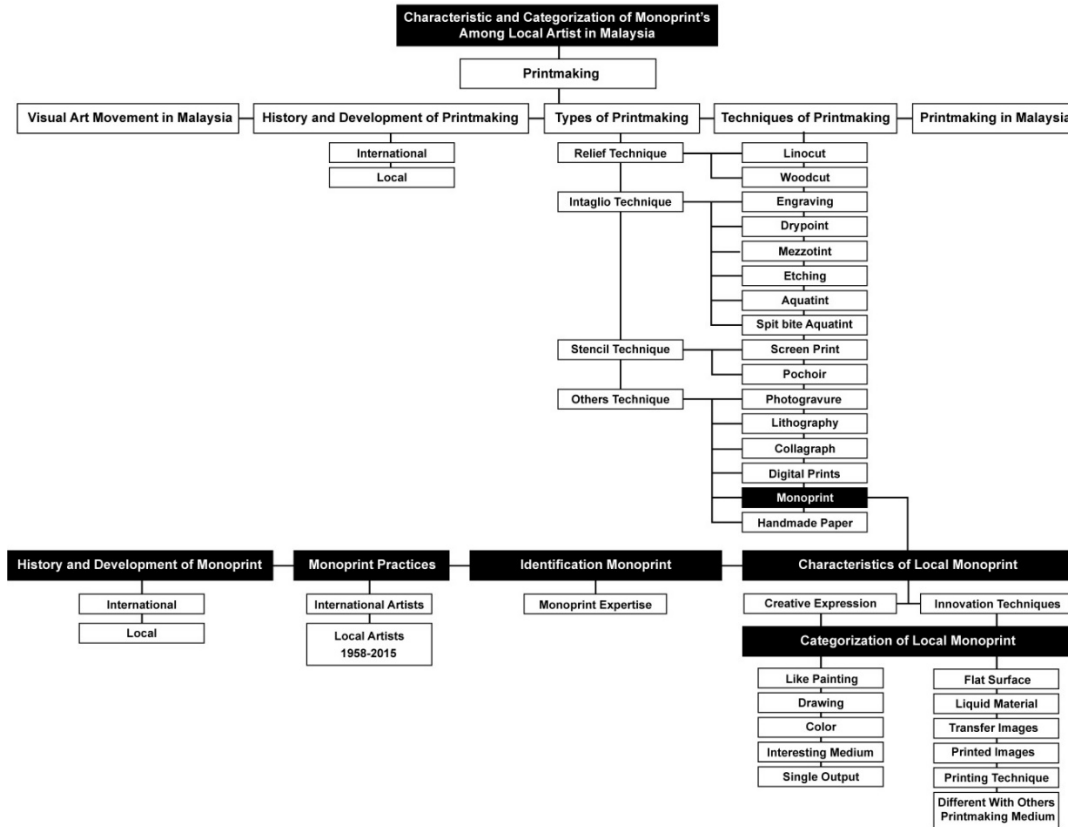 Characteristic and Categorization of Monoprint's
Among Local Artist in Malaysia
Printmaking
Visual Art Movement in Malaysia
History and Development of Printmaking
Types of Printmaking
Techniques of Printmaking
Printmaking in Malaysia
International
Local
Relief Technique
Linocut
Woodcut
Intaglio Technique
Engraving
Drypoint
Mezzotint
Etching
Aquatint
Spit bite Aquatint
Stencil Technique
Screen Print
Pochoir
Others Technique
Photogravure
Lithography
Collagraph
Digital Prints
Monoprint
Handmade Paper
History and Development of Monoprint
Monoprint Practices
Identification Monoprint
Characteristics of Local Monoprint
International
Local
International Artists
Local Artists
1958-2015
Monoprint Expertise
Creative Expression
Innovation Techniques
Categorization of Local Monoprint
Like Painting
Drawing
Color
Interesting Medium
Single Output
Flat Surface
Liquid Material
Transfer Images
Printed Images
Printing Technique
Different With Others
Printmaking Medium